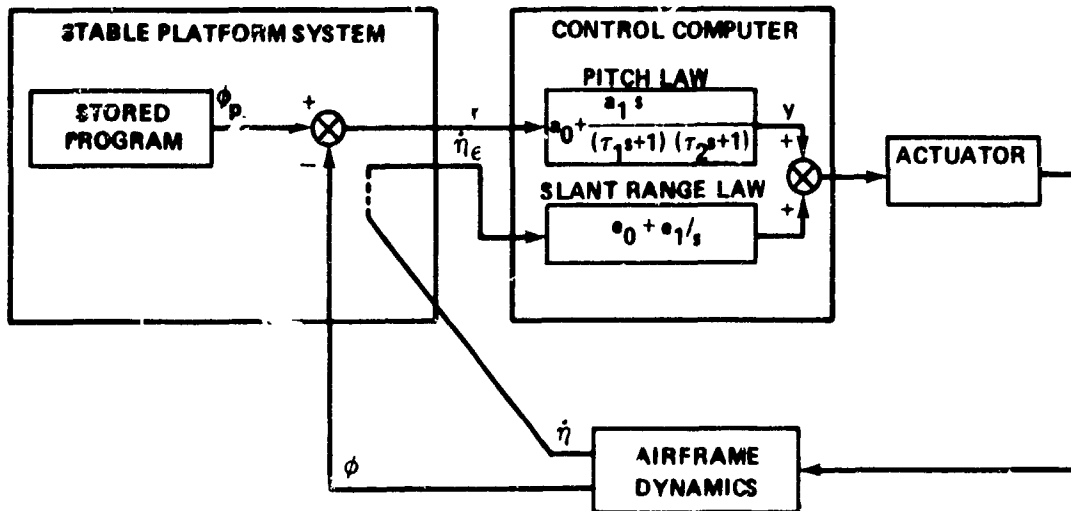 STABLE PLATFORM SYSTEM
CONTROL COMPUTER
STORED
PROGRAM
ϕp
+
−
r
η̇ϵ
PITCH LAW
a0 + a1 s / (τ1s+1) (τ2s+1)
y
+
+
SLANT RANGE LAW
e0 + e1/s
ACTUATOR
η̇
ϕ
AIRFRAME
DYNAMICS